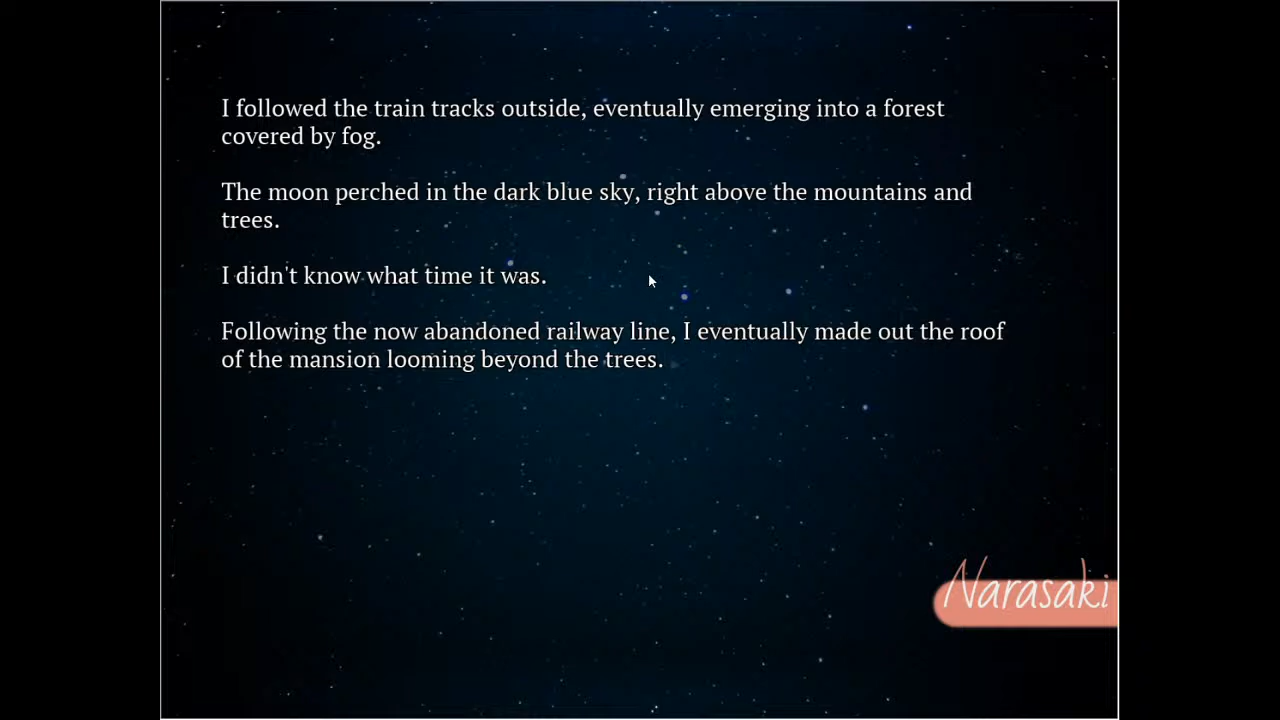 I followed the train tracks outside, eventually emerging into a forest
covered by fog.
The moon perched in the dark blue sky, right above the mountains and
trees.
I didn't know what time it was.
Following the now abandoned railway line, I eventually made out the roof
of the mansion looming beyond the trees.
Narasaki